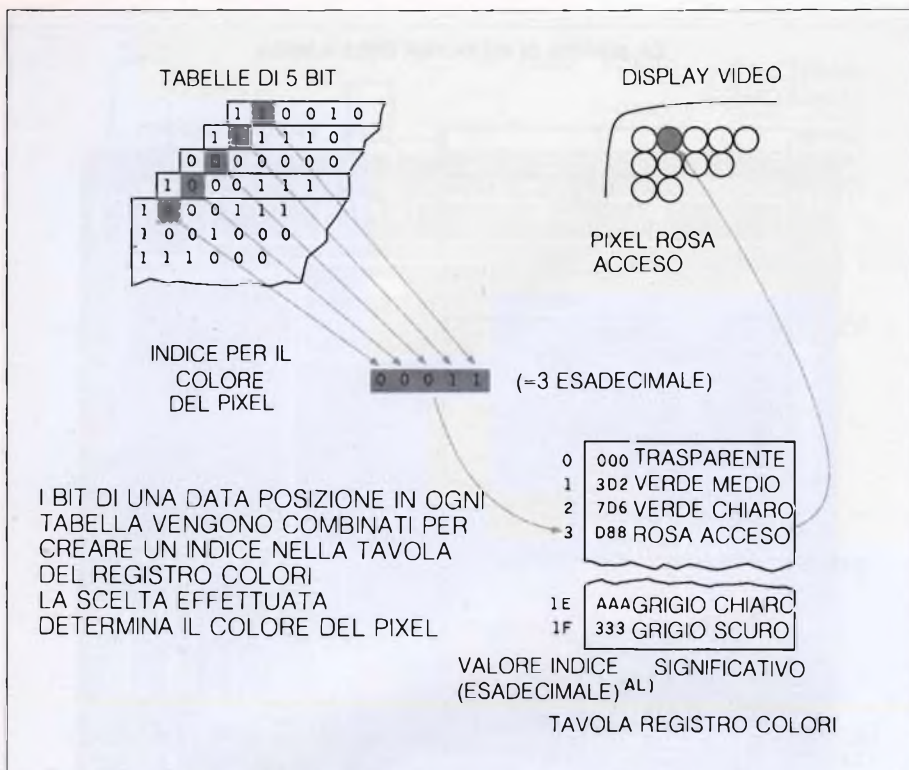 TABELLE DI 5 BIT
1 1 0 0 1 0
1 1 1 1 1 0
0 0 0 0 0 0
1 0 0 0 1 1 1
1 0 0 0 1 1 1
1 0 0 1 0 0 0
1 1 1 0 0 0
DISPLAY VIDEO
PIXEL ROSA
ACCESO
INDICE PER IL
COLORE
DEL PIXEL
0 0 0 1 1 (=3 ESADECIMALE)
I BIT DI UNA DATA POSIZIONE IN OGNI
TABELLA VENGONO COMBINATI PER
CREARE UN INDICE NELLA TAVOLA
DEL REGISTRO COLORI
LA SCELTA EFFETTUATA
DETERMINA IL COLORE DEL PIXEL
0 000 TRASPARENTE
1 3D2 VERDE MEDIO
2 7D6 VERDE CHIARO
3 D88 ROSA ACCESO
1E AAA GRIGIO CHIARO
1F 333 GRIGIO SCURO
VALORE INDICE SIGNIFICATIVO
(ESADECIMALE) AL)
TAVOLA REGISTRO COLORI